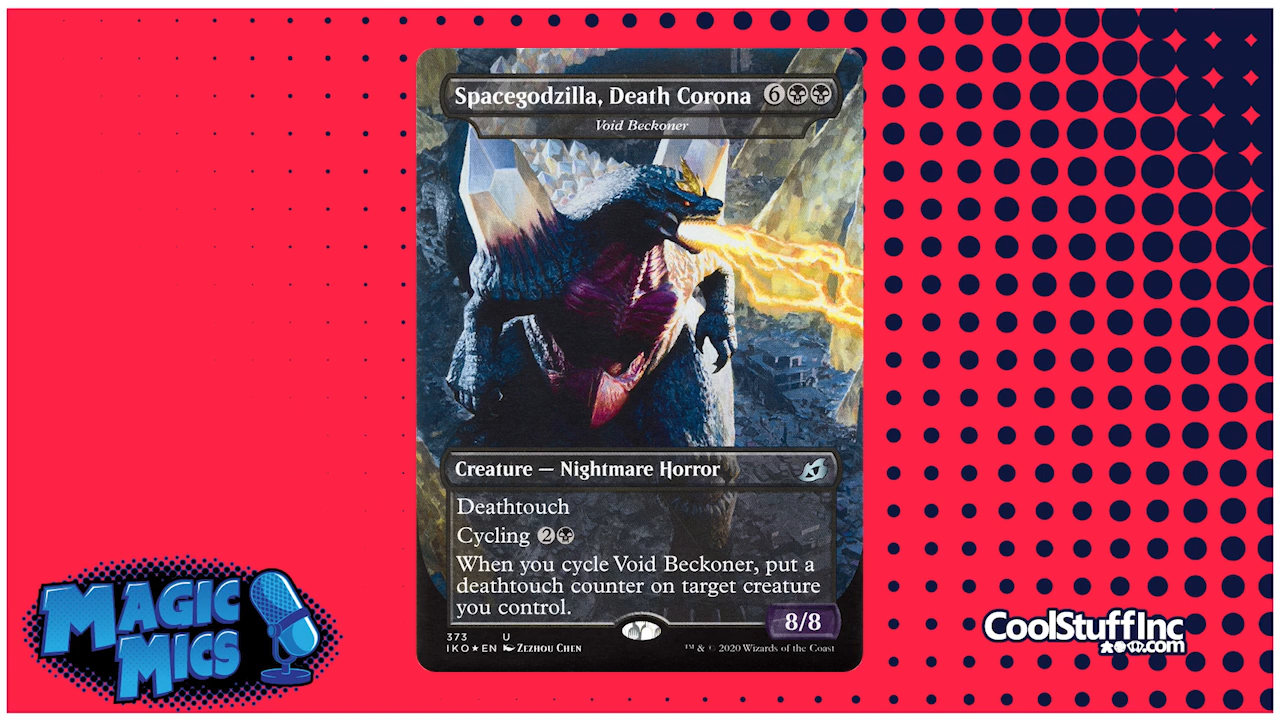 Spacegodzilla, Death Corona 6
Void Beckoner
Creature — Nightmare Horror
Deathtouch
Cycling 2
When you cycle Void Beckoner, put a
deathtouch counter on target creature
you control.
8/8
373 U
IKO★EN Zezhou Chen
™ & © 2020 Wizards of the Coast
MAGIC
MICS
CoolStuffInc
.com